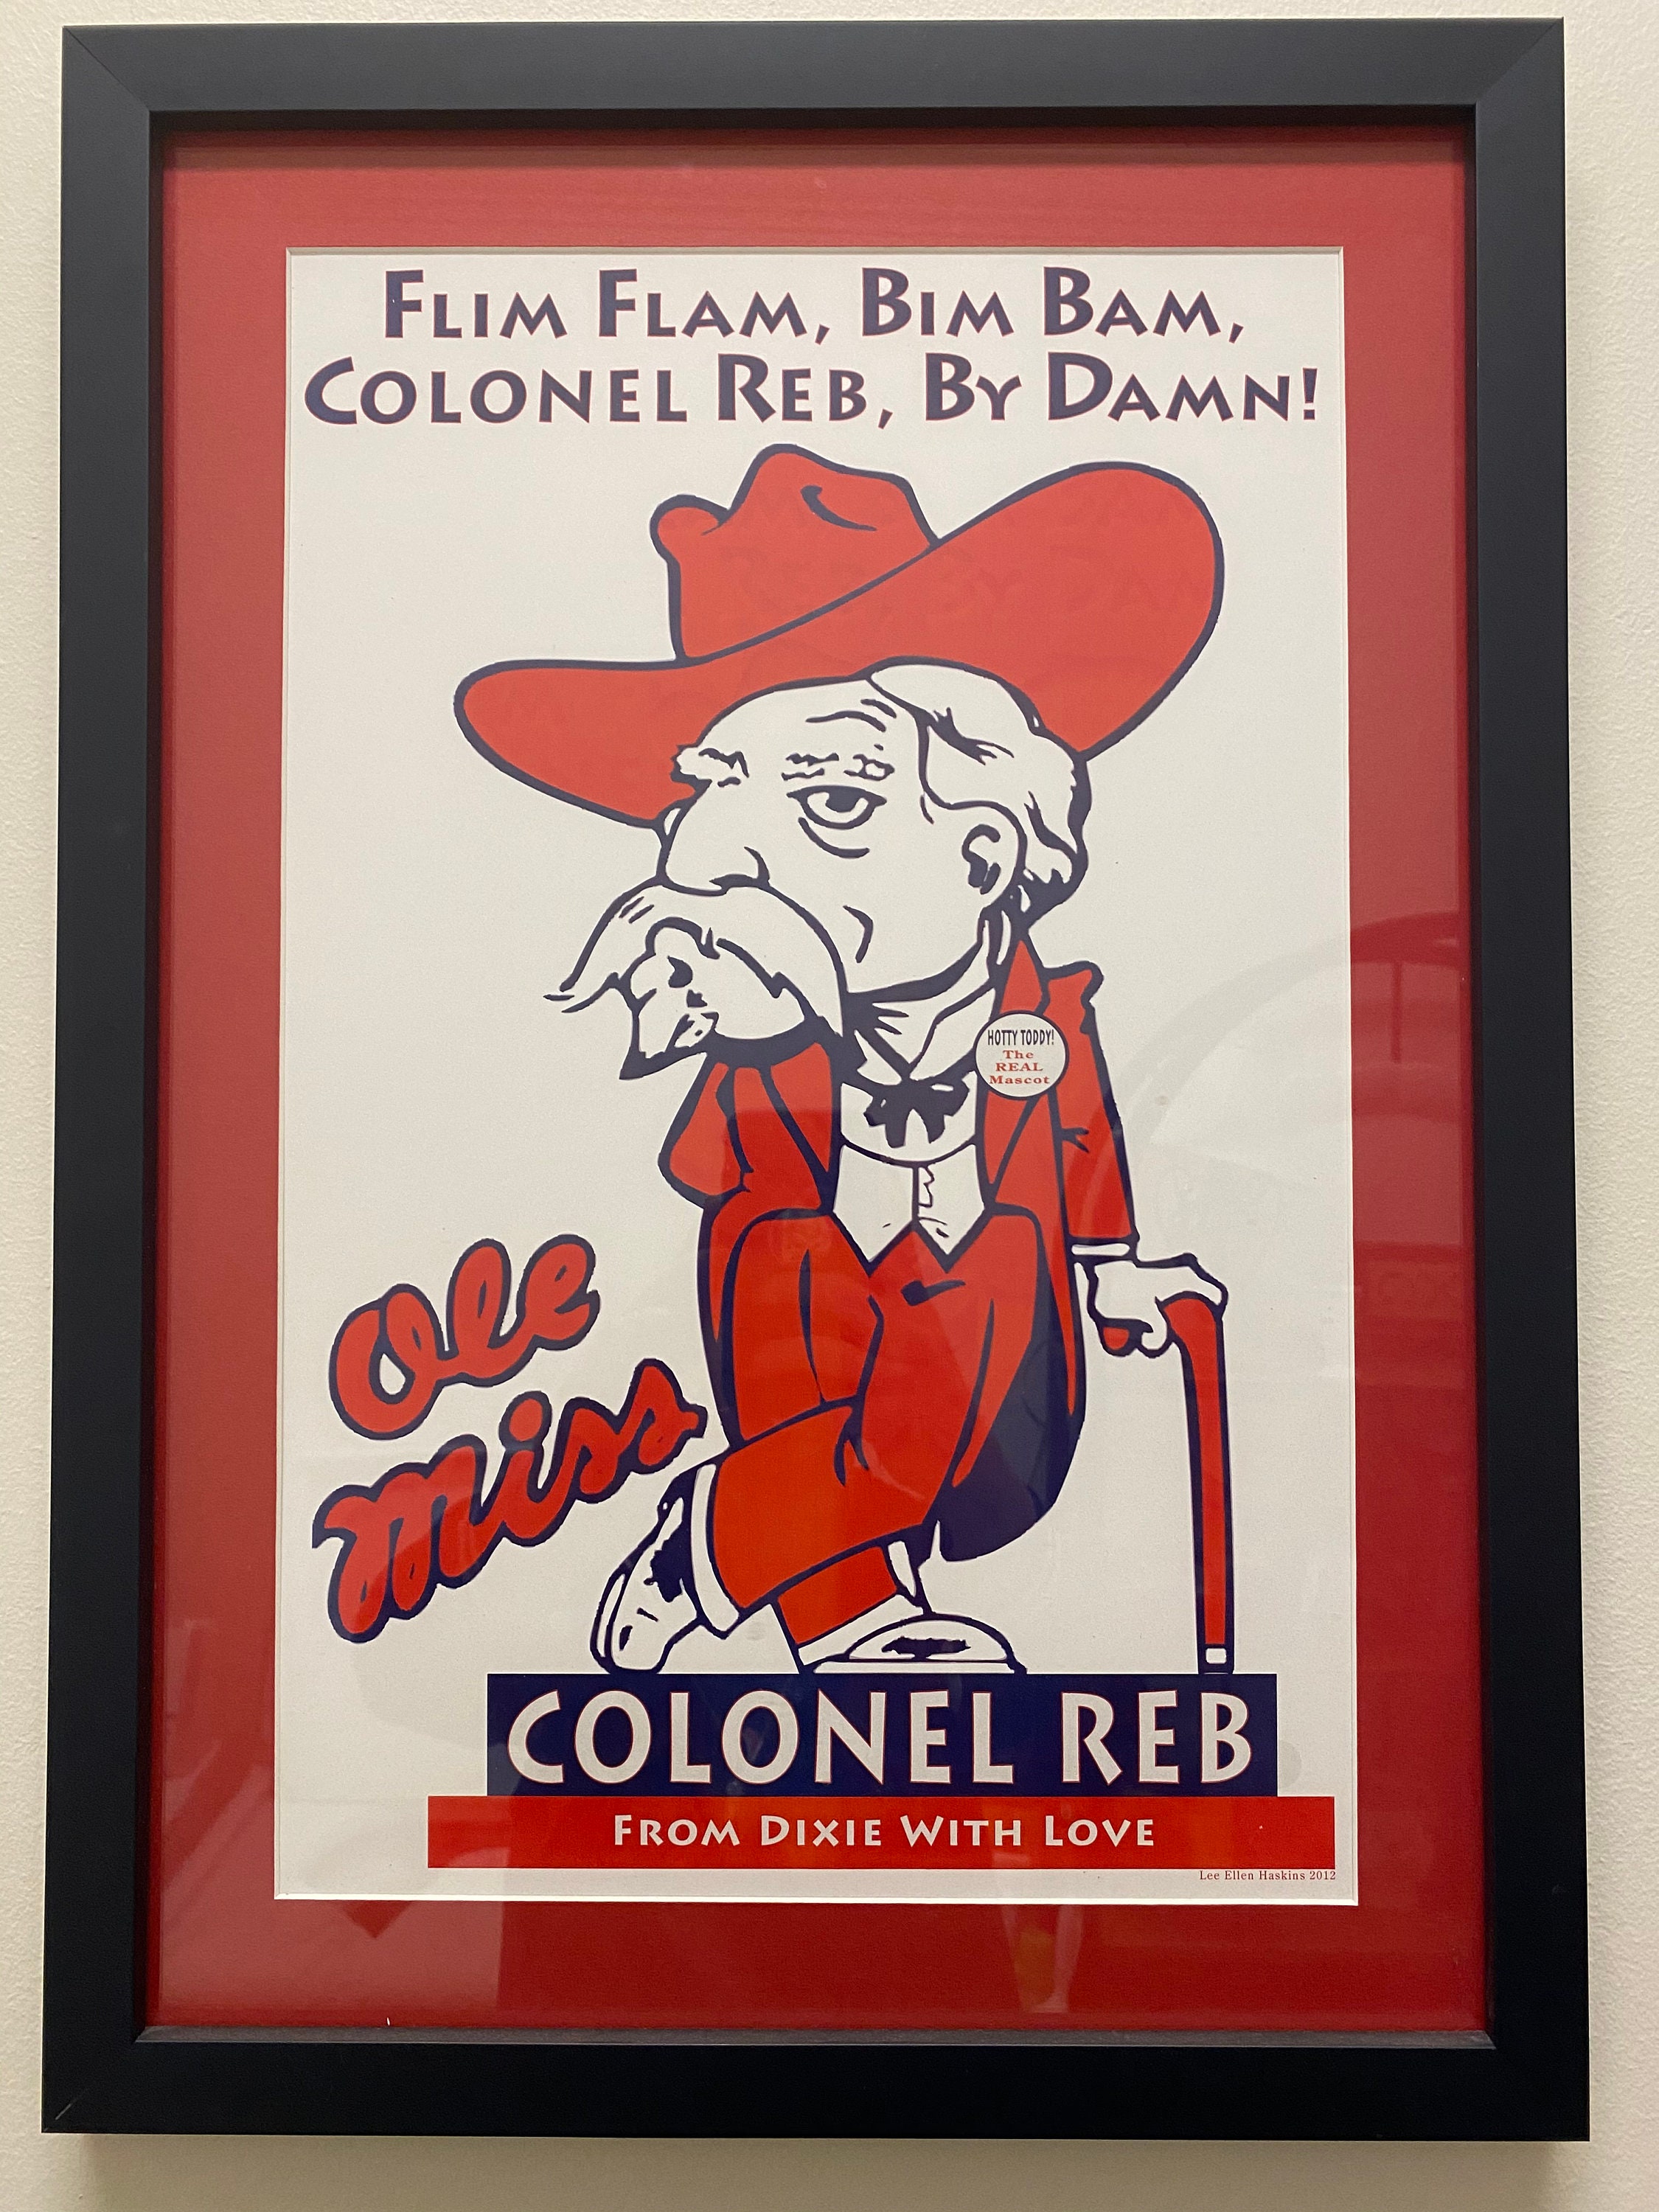 FLIM FLAM, BIM BAM,
COLONEL REB, BY DAMN!
HOTTY TODDY!
The
REAL
Mascot
Ole
Miss
COLONEL REB
FROM DIXIE WITH LOVE
Lee Ellen Haskins 2012